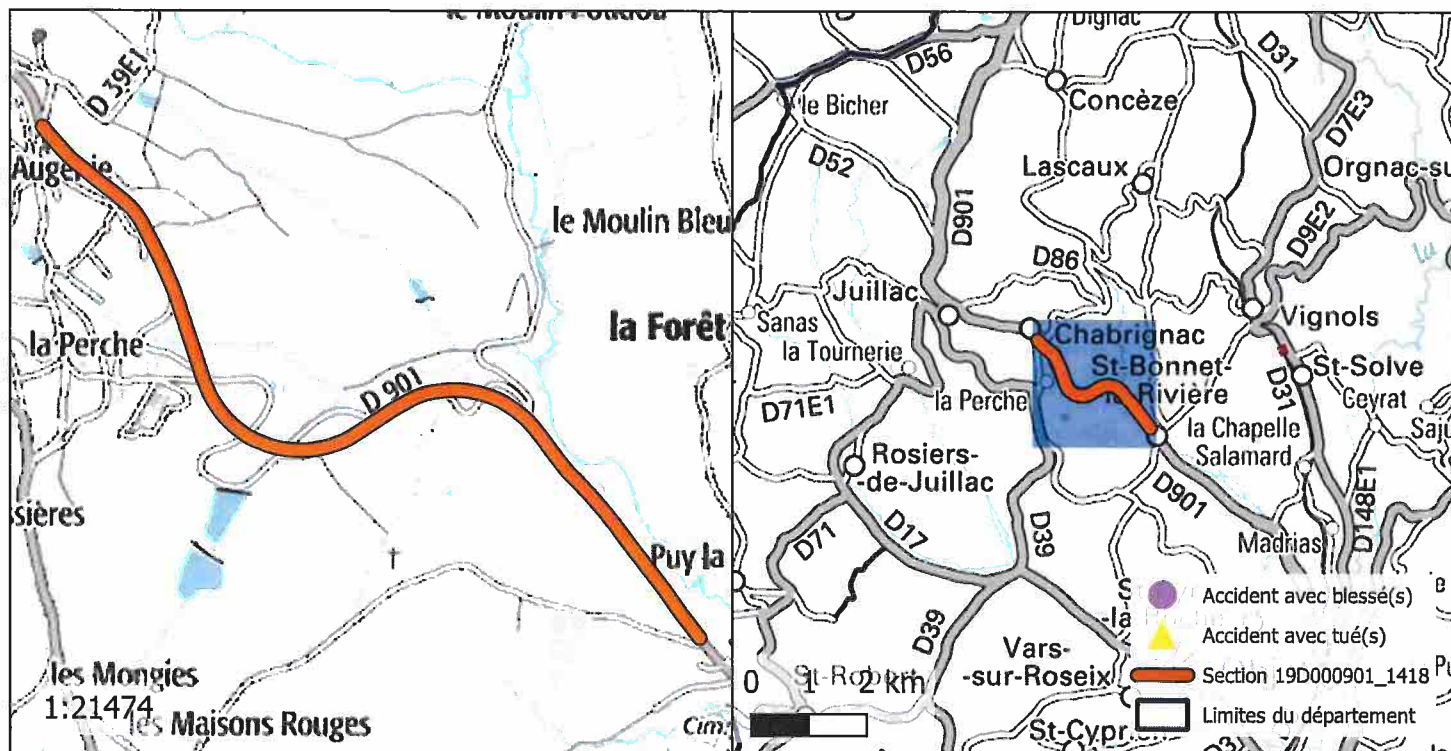 D 39E1
Augerie
le Moulin Bleu
la Forêt
la Perche
D 901
sières
Puy la
les Mongies
1:21474
les Maisons Rouges
Cim.
Dignac
D56
D31
le Bicher
Concèze
D7E3
D52
Lascaux
Orgnac-su
D901
D9E2
D86
Juillac
Vignols
Sanas
Chabrignac
la Tournerie
St-Bonnet-
la Rivière
St-Solve
D71E1
la Perche
D31
Geyrat
la Chapelle
Saju
Rosiers-
-de-Juillac
Salamard
D901
D148E1
D71
D17
D39
Madrias
Accident avec blessé(s)
D39
Accident avec tué(s)
Vars-
-sur-Roseix
0 1 2 km
Section 19D000901_1418
Limites du département